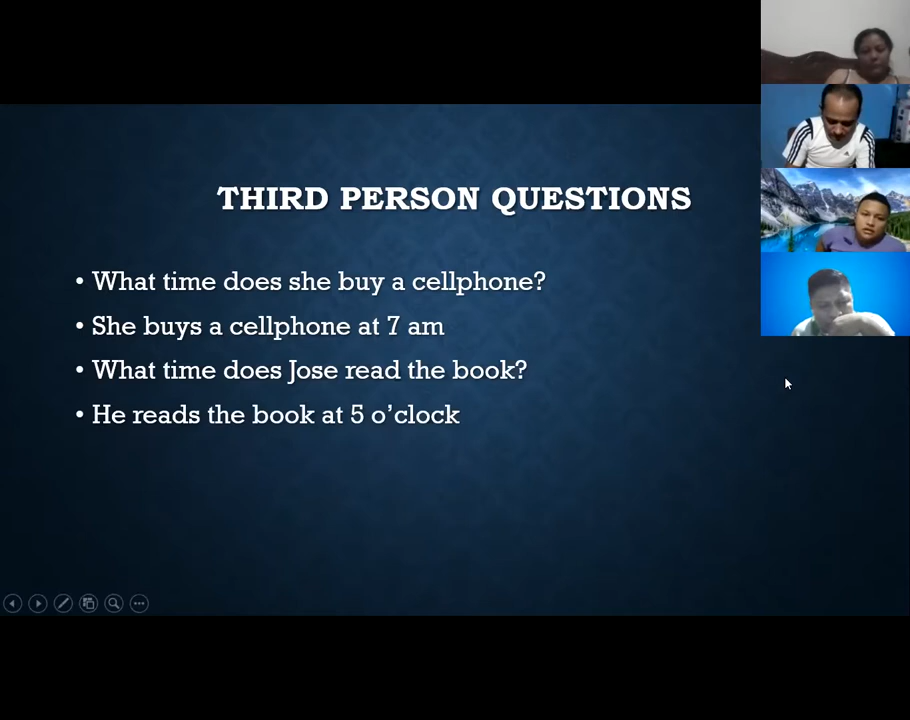 THIRD PERSON QUESTIONS
• What time does she buy a cellphone?
• She buys a cellphone at 7 am
• What time does Jose read the book?
• He reads the book at 5 o’clock